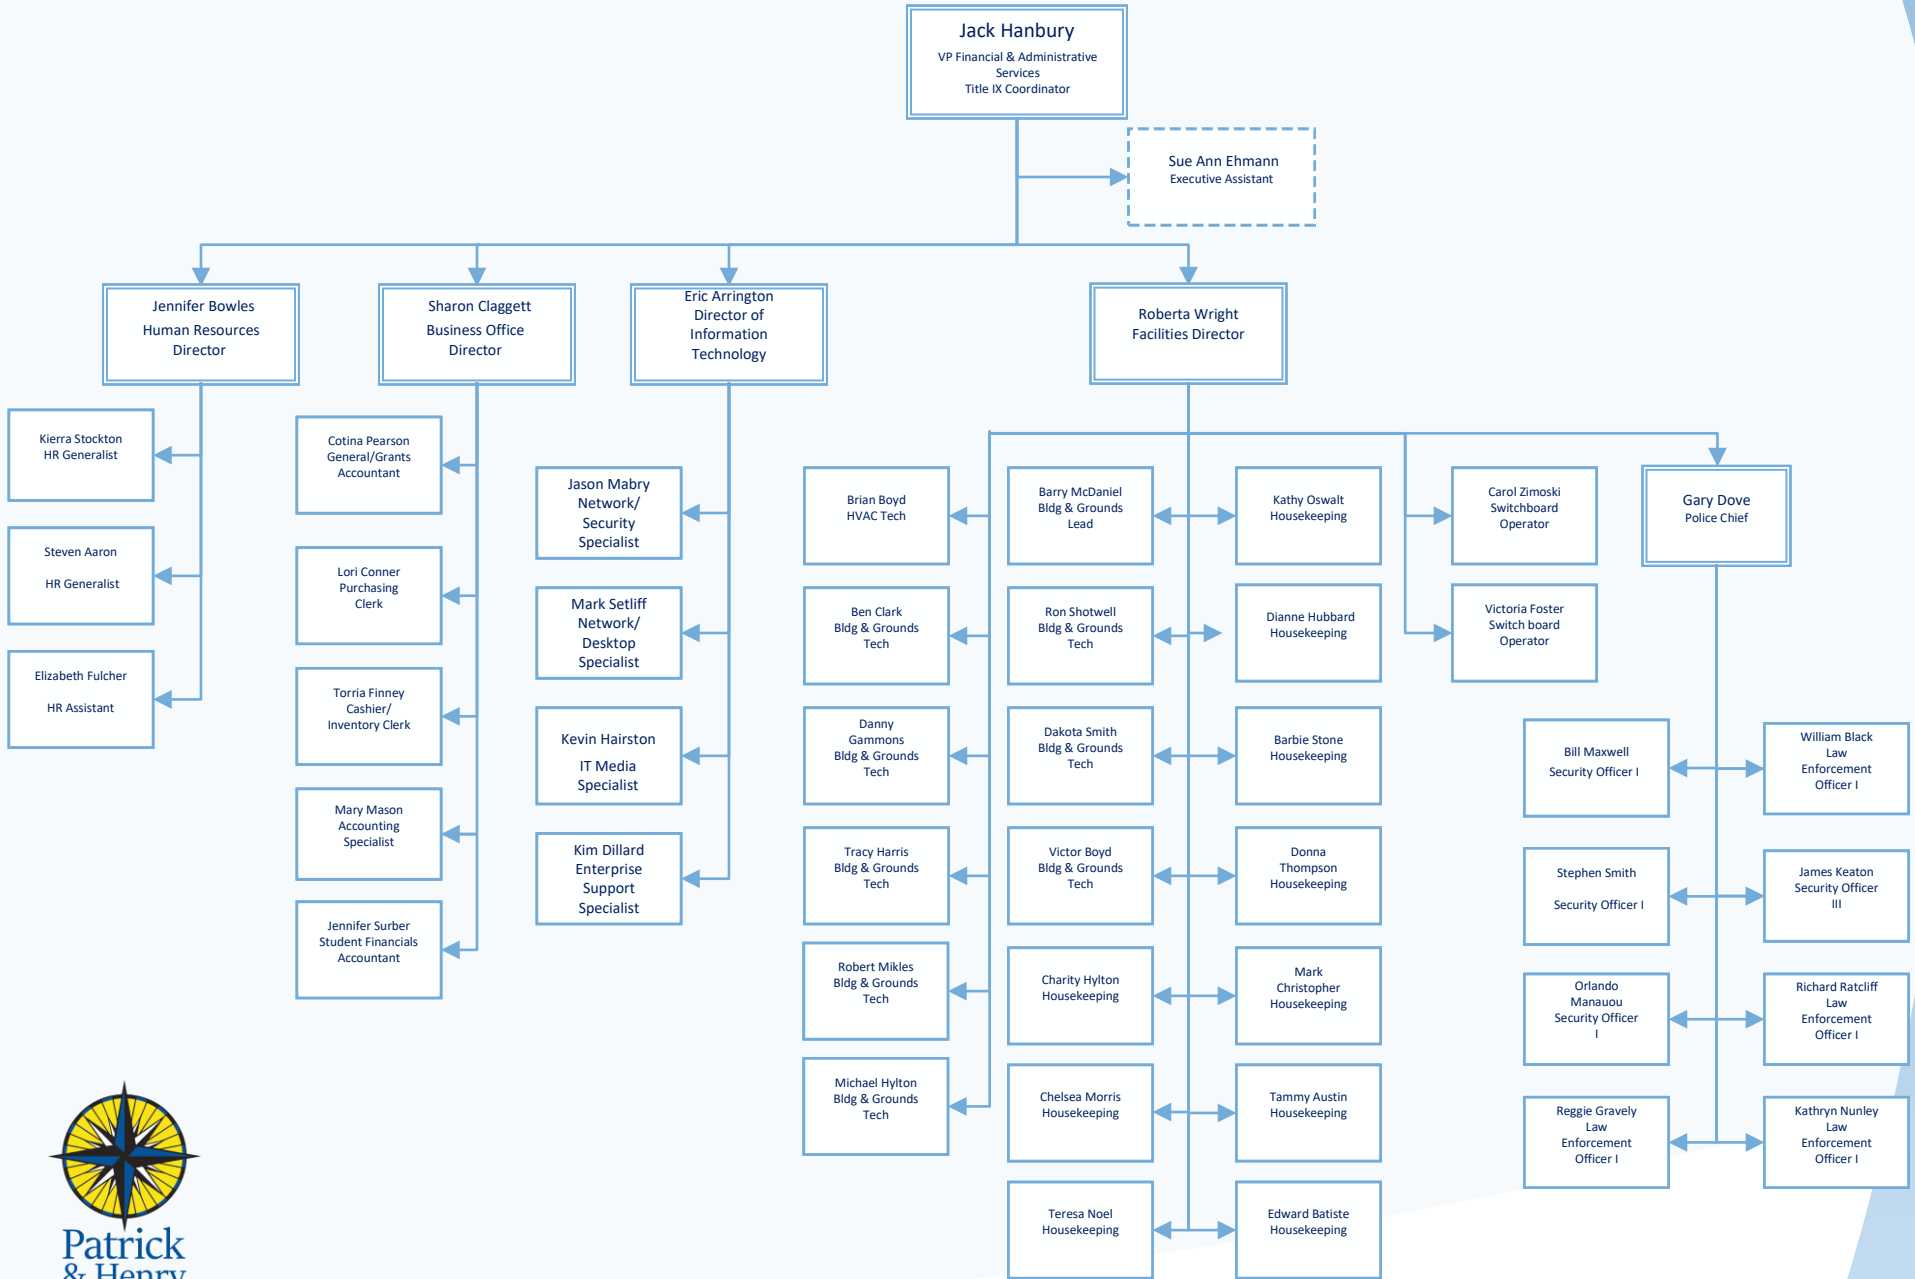 Jack Hanbury
VP Financial & Administrative
Services
Title IX Coordinator
Sue Ann Ehmann
Executive Assistant
Jennifer Bowles
Human Resources
Director
Sharon Claggett
Business Office
Director
Eric Arrington
Director of
Information
Technology
Roberta Wright
Facilities Director
Kierra Stockton
HR Generalist
Steven Aaron
HR Generalist
Elizabeth Fulcher
HR Assistant
Cotina Pearson
General/Grants
Accountant
Lori Conner
Purchasing
Clerk
Torria Finney
Cashier/
Inventory Clerk
Mary Mason
Accounting
Specialist
Jennifer Surber
Student Financials
Accountant
Jason Mabry
Network/
Security
Specialist
Mark Setliff
Network/
Desktop
Specialist
Kevin Hairston
IT Media
Specialist
Kim Dillard
Enterprise
Support
Specialist
Brian Boyd
HVAC Tech
Ben Clark
Bldg & Grounds
Tech
Danny
Gammons
Bldg & Grounds
Tech
Tracy Harris
Bldg & Grounds
Tech
Robert Mikles
Bldg & Grounds
Tech
Michael Hylton
Bldg & Grounds
Tech
Barry McDaniel
Bldg & Grounds
Lead
Ron Shotwell
Bldg & Grounds
Tech
Dakota Smith
Bldg & Grounds
Tech
Victor Boyd
Bldg & Grounds
Tech
Charity Hylton
Housekeeping
Chelsea Morris
Housekeeping
Teresa Noel
Housekeeping
Kathy Oswalt
Housekeeping
Dianne Hubbard
Housekeeping
Barbie Stone
Housekeeping
Donna
Thompson
Housekeeping
Mark
Christopher
Housekeeping
Tammy Austin
Housekeeping
Edward Batiste
Housekeeping
Carol Zimoski
Switchboard
Operator
Victoria Foster
Switch board
Operator
Gary Dove
Police Chief
Bill Maxwell
Security Officer I
Stephen Smith
Security Officer I
Orlando
Manauou
Security Officer
I
Reggie Gravely
Law
Enforcement
Officer I
William Black
Law
Enforcement
Officer I
James Keaton
Security Officer
III
Richard Ratcliff
Law
Enforcement
Officer I
Kathryn Nunley
Law
Enforcement
Officer I
Patrick
& Henry